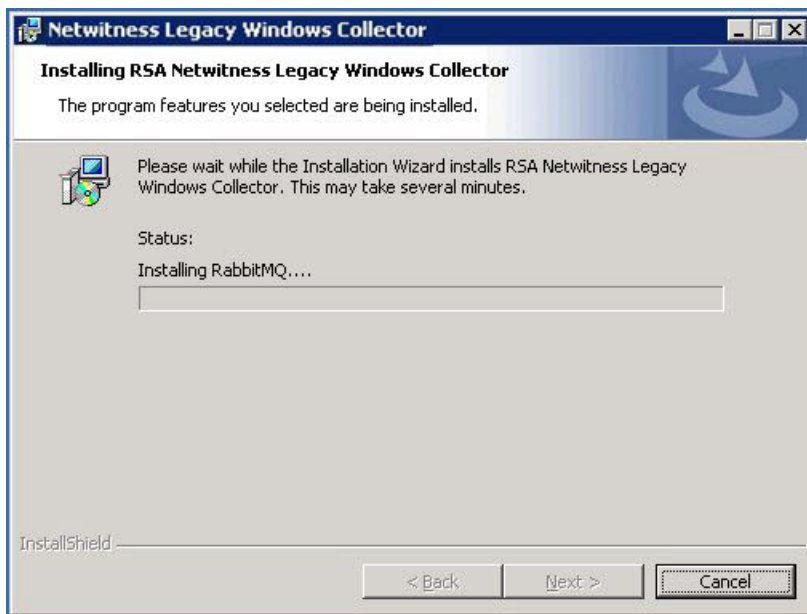 Netwitness Legacy Windows Collector
Installing RSA Netwitness Legacy Windows Collector
The program features you selected are being installed.
Please wait while the Installation Wizard installs RSA Netwitness Legacy
Windows Collector. This may take several minutes.
Status:
Installing RabbitMQ....
InstallShield
< Back Next > Cancel